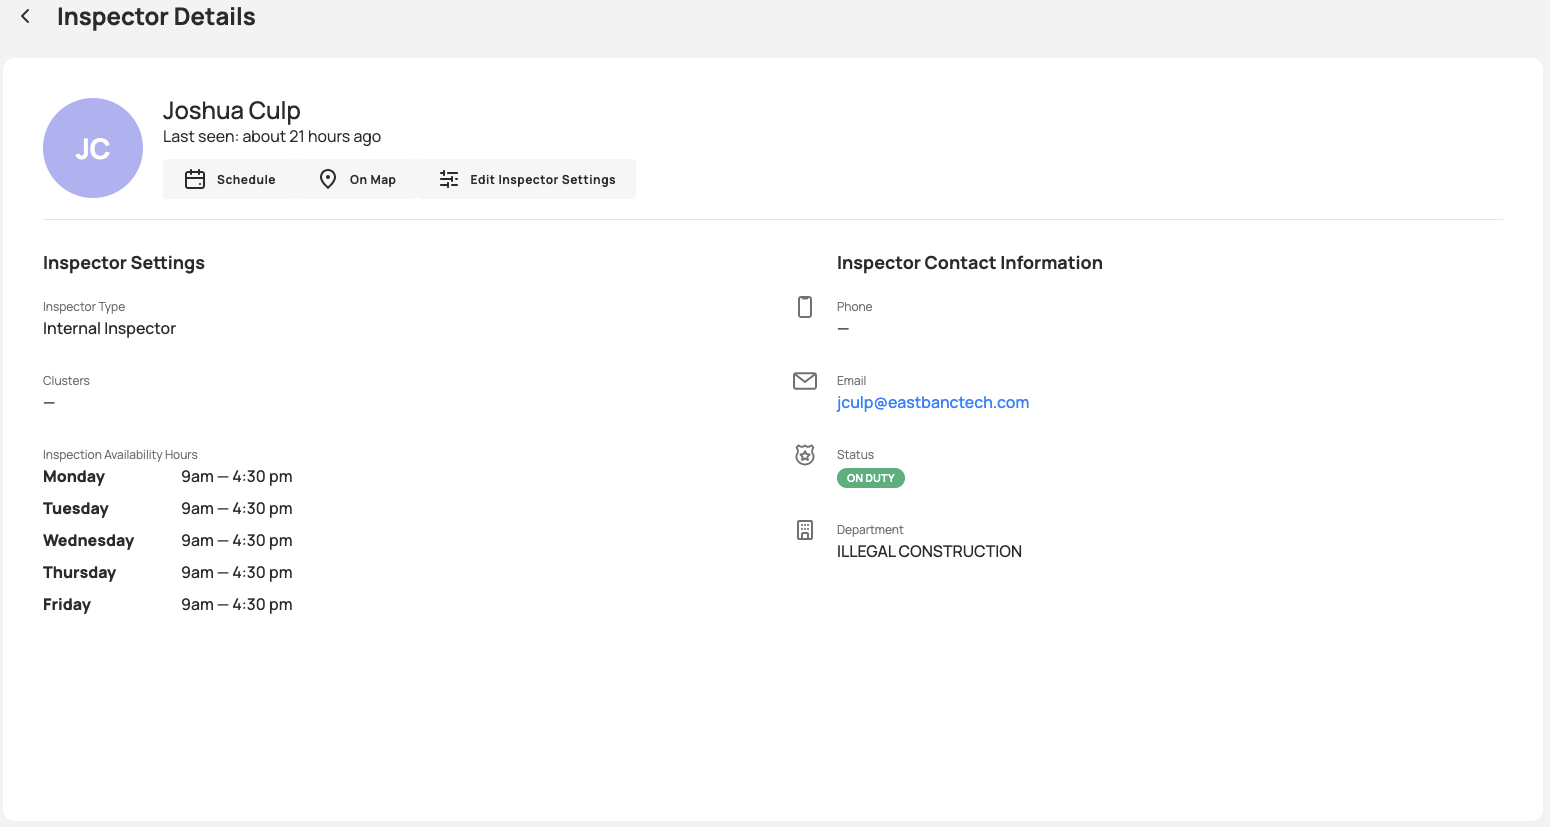 Inspector Details
JC
Joshua Culp
Last seen: about 21 hours ago
Schedule
On Map
Edit Inspector Settings
Inspector Settings
Inspector Type
Internal Inspector
Clusters
—
Inspection Availability Hours
Monday 9am — 4:30 pm
Tuesday 9am — 4:30 pm
Wednesday 9am — 4:30 pm
Thursday 9am — 4:30 pm
Friday 9am — 4:30 pm
Inspector Contact Information
Phone
—
Email
jculp@eastbanctech.com
Status
ON DUTY
Department
ILLEGAL CONSTRUCTION